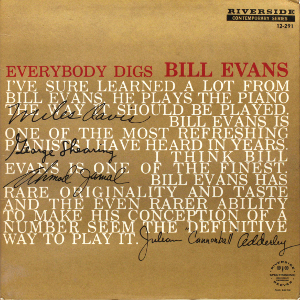 RIVERSIDE
CONTEMPORARY SERIES
12-291
EVERYBODY DIGS BILL EVANS
I'VE SURE LEARNED A LOT FROM
BILL EVANS. HE PLAYS THE PIANO
THE WAY IT SHOULD BE PLAYED.
Miles Davis BILL EVANS IS
ONE OF THE MOST REFRESHING
PIANISTS I HAVE HEARD IN YEARS.
George Shearing I THINK BILL
EVANS IS ONE OF THE FINEST.
Ahmad Jamal BILL EVANS HAS
RARE ORIGINALITY AND TASTE
AND THE EVEN RARER ABILITY
TO MAKE HIS CONCEPTION OF A
NUMBER SEEM THE DEFINITIVE
WAY TO PLAY IT. Julian "Cannonball" Adderley
RIVERSIDE